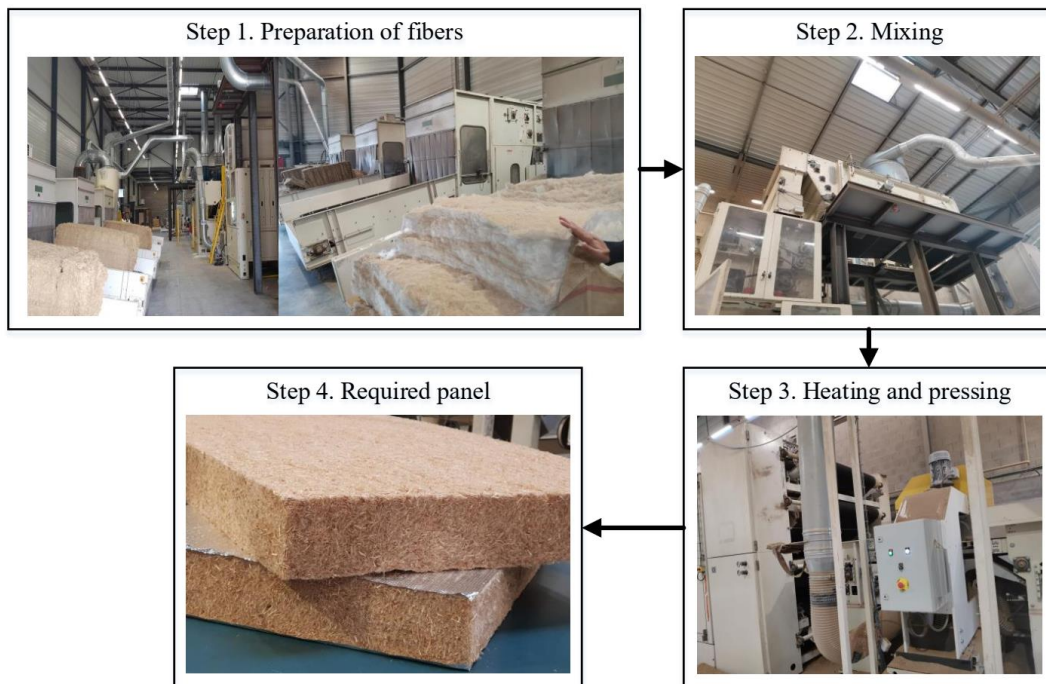 Step 1. Preparation of fibers
Step 2. Mixing
Step 3. Heating and pressing
Step 4. Required panel